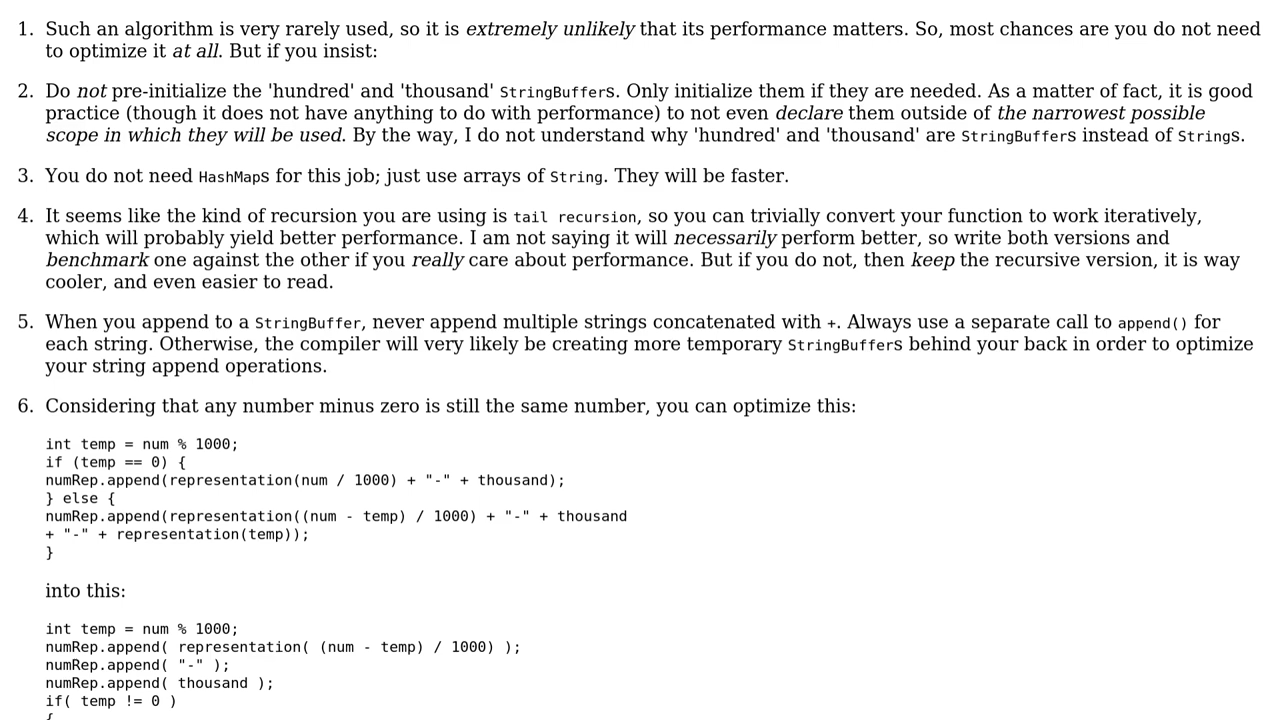 1. Such an algorithm is very rarely used, so it is extremely unlikely that its performance matters. So, most chances are you do not need
to optimize it at all. But if you insist:
2. Do not pre-initialize the 'hundred' and 'thousand' StringBuffers. Only initialize them if they are needed. As a matter of fact, it is good
practice (though it does not have anything to do with performance) to not even declare them outside of the narrowest possible
scope in which they will be used. By the way, I do not understand why 'hundred' and 'thousand' are StringBuffers instead of Strings.
3. You do not need HashMaps for this job; just use arrays of String. They will be faster.
4. It seems like the kind of recursion you are using is tail recursion, so you can trivially convert your function to work iteratively,
which will probably yield better performance. I am not saying it will necessarily perform better, so write both versions and
benchmark one against the other if you really care about performance. But if you do not, then keep the recursive version, it is way
cooler, and even easier to read.
5. When you append to a StringBuffer, never append multiple strings concatenated with +. Always use a separate call to append() for
each string. Otherwise, the compiler will very likely be creating more temporary StringBuffers behind your back in order to optimize
your string append operations.
6. Considering that any number minus zero is still the same number, you can optimize this:
int temp = num % 1000;
if (temp == 0) {
numRep.append(representation(num / 1000) + "-" + thousand);
} else {
numRep.append(representation((num - temp) / 1000) + "-" + thousand
+ "-" + representation(temp));
}
into this:
int temp = num % 1000;
numRep.append( representation( (num - temp) / 1000) );
numRep.append( "-" );
numRep.append( thousand );
if( temp != 0 )
{